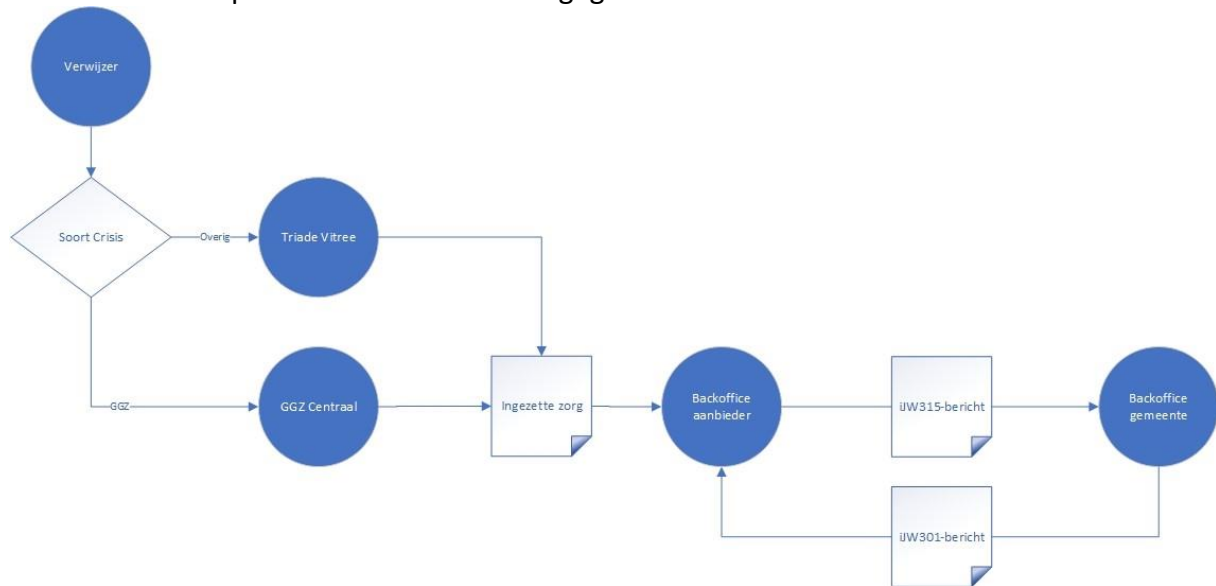 Verwijzer
Soort Crisis
Overig
Triade Vitree
GGZ
GGZ Centraal
Ingezette zorg
Backoffice
aanbieder
iJW315-bericht
Backoffice
gemeente
iJW301-bericht